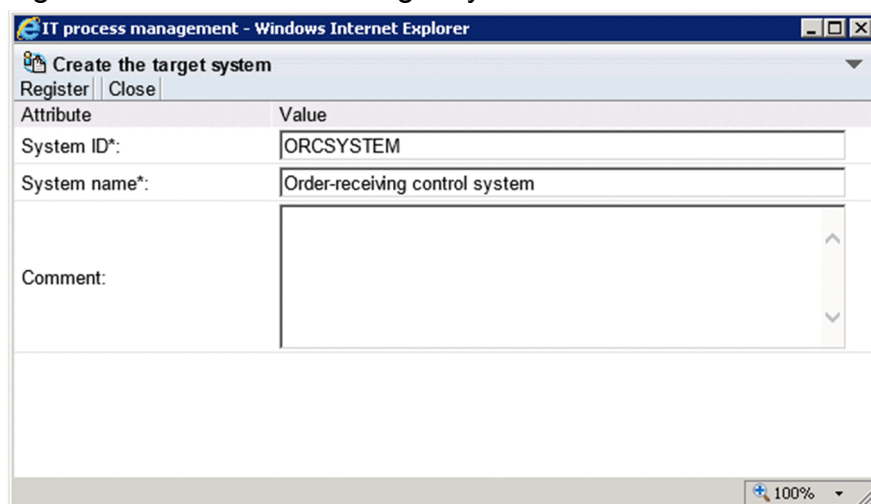 IT process management - Windows Internet Explorer
Create the target system
Register Close
Attribute Value
System ID*: ORCSYSTEM
System name*: Order-receiving control system
Comment:
100%